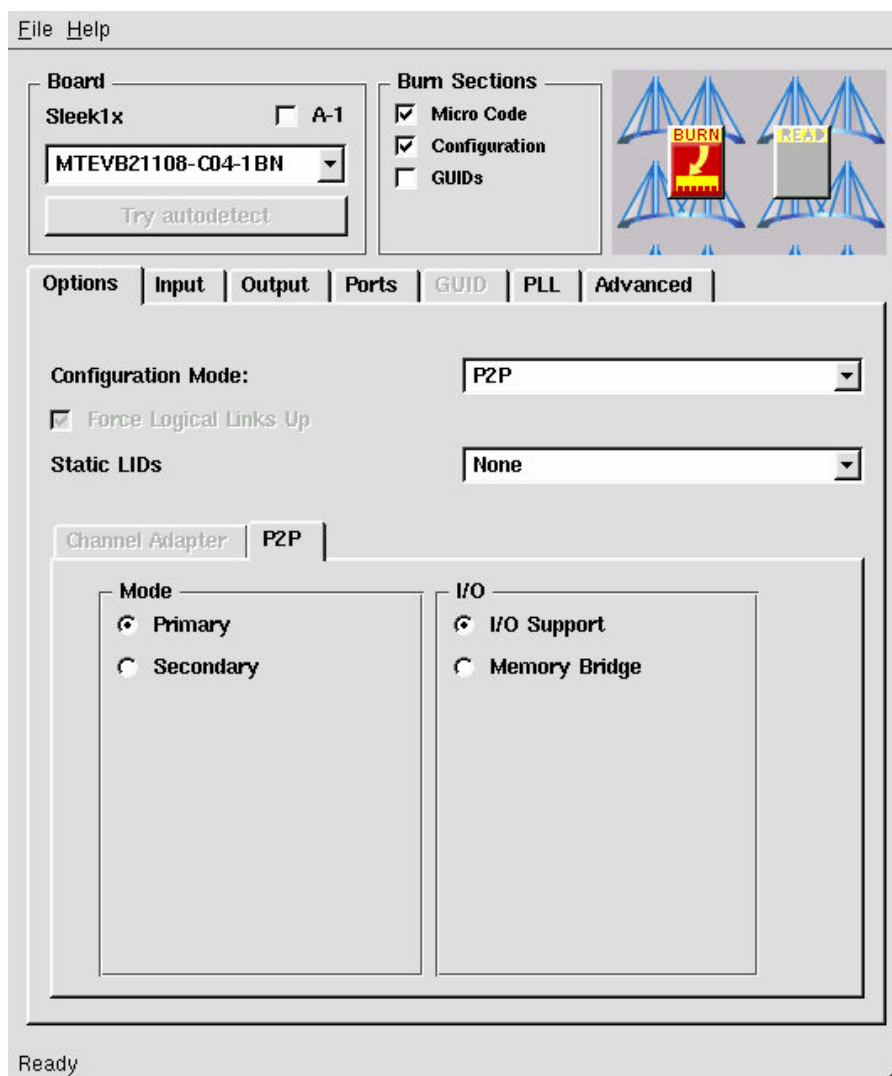 File Help
Board
Sleek1x
A-1
MTEVB21108-C04-1BN
Try autodetect
Burn Sections
Micro Code
Configuration
GUIDs
BURN
READ
Options Input Output Ports GUID PLL Advanced
Configuration Mode: P2P
Force Logical Links Up
Static LIDs None
Channel Adapter P2P
Mode
Primary
Secondary
I/O
I/O Support
Memory Bridge
Ready